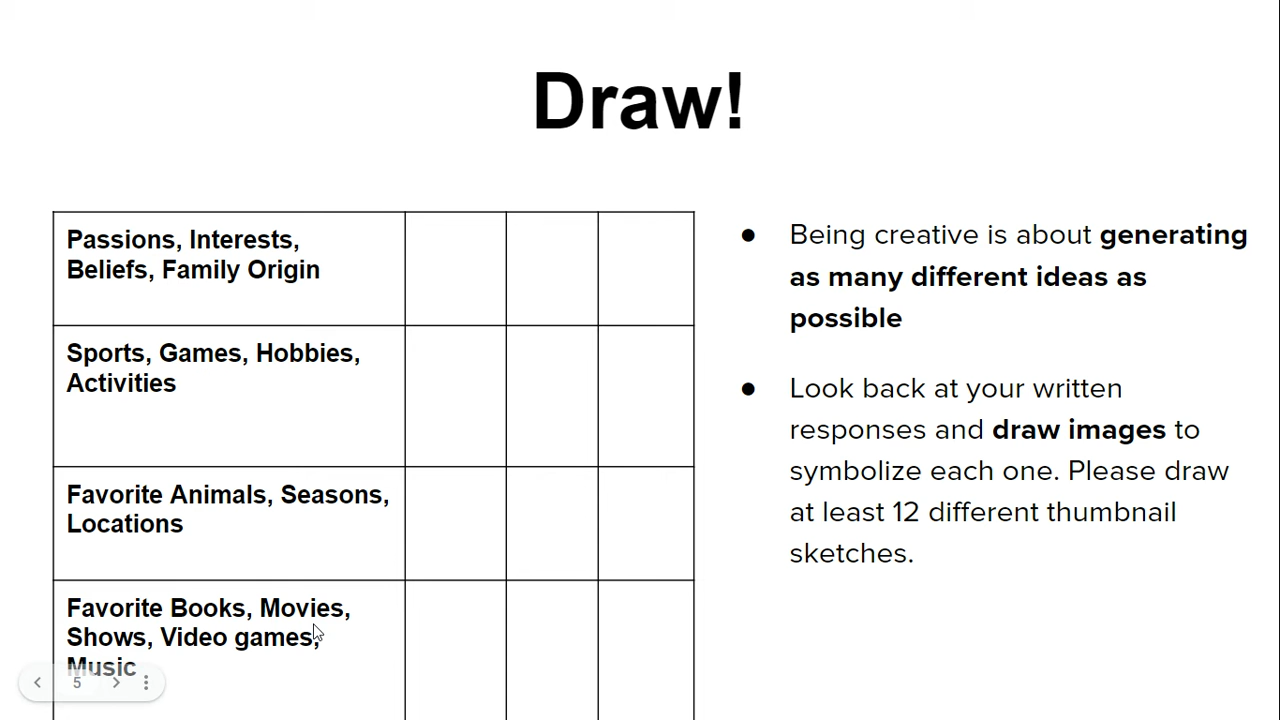 Draw!
Passions, Interests,
Beliefs, Family Origin
Sports, Games, Hobbies,
Activities
Favorite Animals, Seasons,
Locations
Favorite Books, Movies,
Shows, Video games,
Music
● Being creative is about generating
as many different ideas as
possible
● Look back at your written
responses and draw images to
symbolize each one. Please draw
at least 12 different thumbnail
sketches.
5